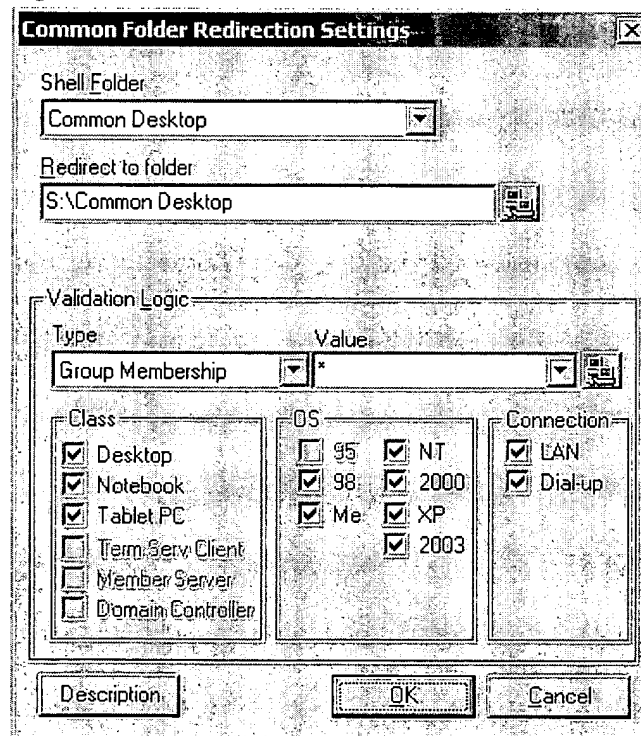 Common Folder Redirection Settings
Shell Folder
Common Desktop
Redirect to folder
S:\Common Desktop
Validation Logic
Type
Value
Group Membership
*
Class
Desktop
Notebook
Tablet PC
Term Serv Client
Member Server
Domain Controller
OS
95
98
Me
NT
2000
XP
2003
Connection
LAN
Dial-up
Description
OK
Cancel